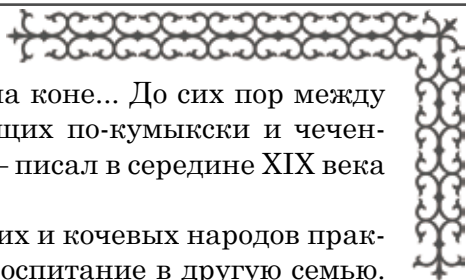 на коне... До сих пор между
щих по-кумыкски и чечен-
– писал в середине XIX века
их и кочевых народов прак-
оспитание в другую семью.